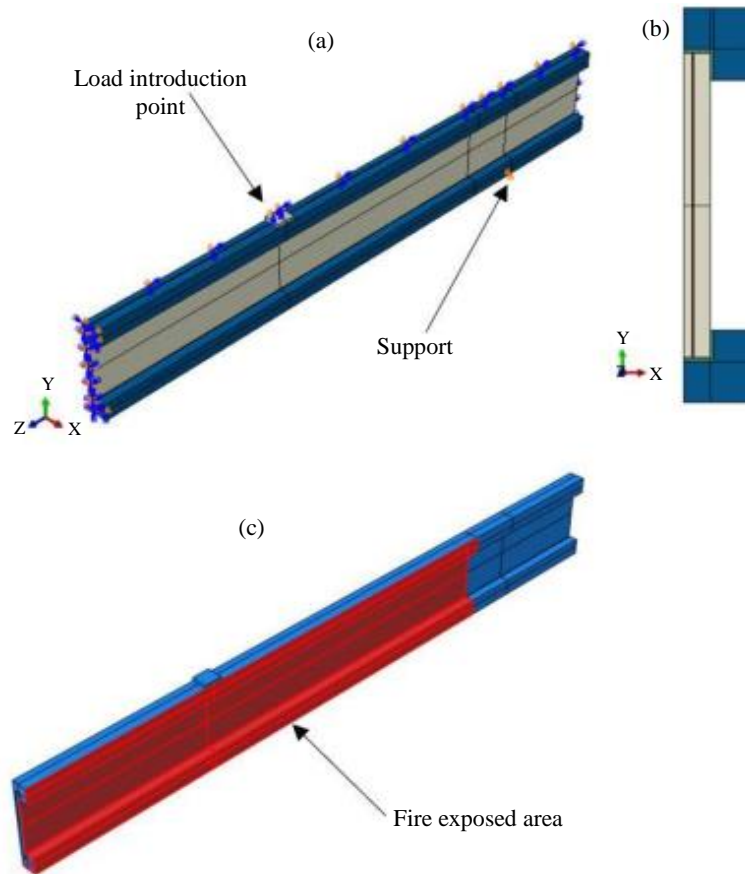 (a)
(b)
Load introduction
point
Support
Y
Z
X
Y
Z
X
(c)
Fire exposed area